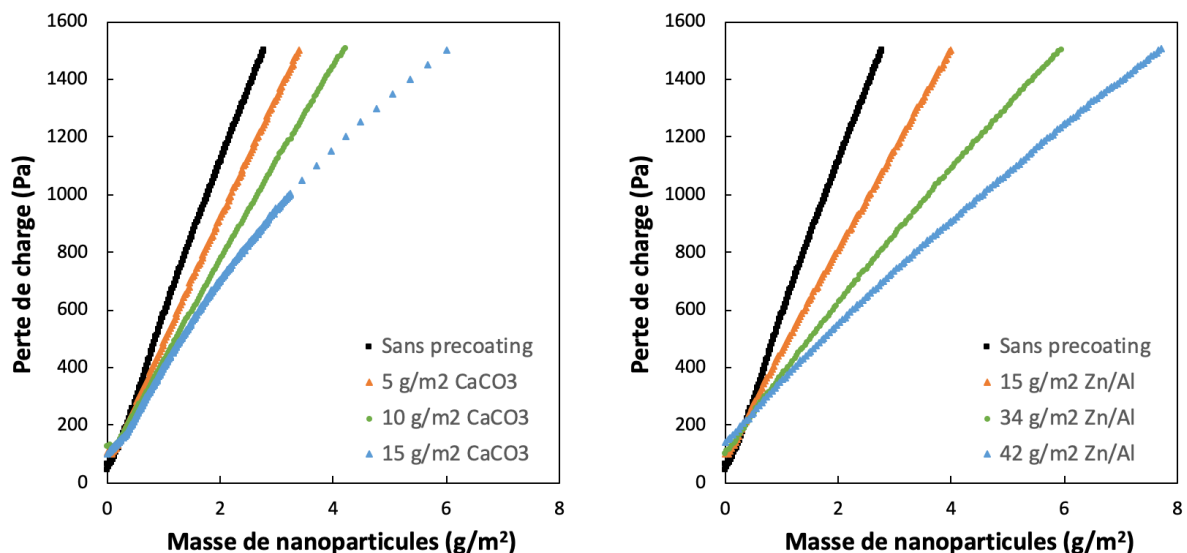 1600
1400
1200
1000
800
600
400
200
0
Perte de charge (Pa)
Sans precoating
5 g/m2 CaCO3
10 g/m2 CaCO3
15 g/m2 CaCO3
0 2 4 6 8
Masse de nanoparticules (g/m²)
1600
1400
1200
1000
800
600
400
200
0
Perte de charge (Pa)
Sans precoating
15 g/m2 Zn/Al
34 g/m2 Zn/Al
42 g/m2 Zn/Al
0 2 4 6 8
Masse de nanoparticules (g/m²)